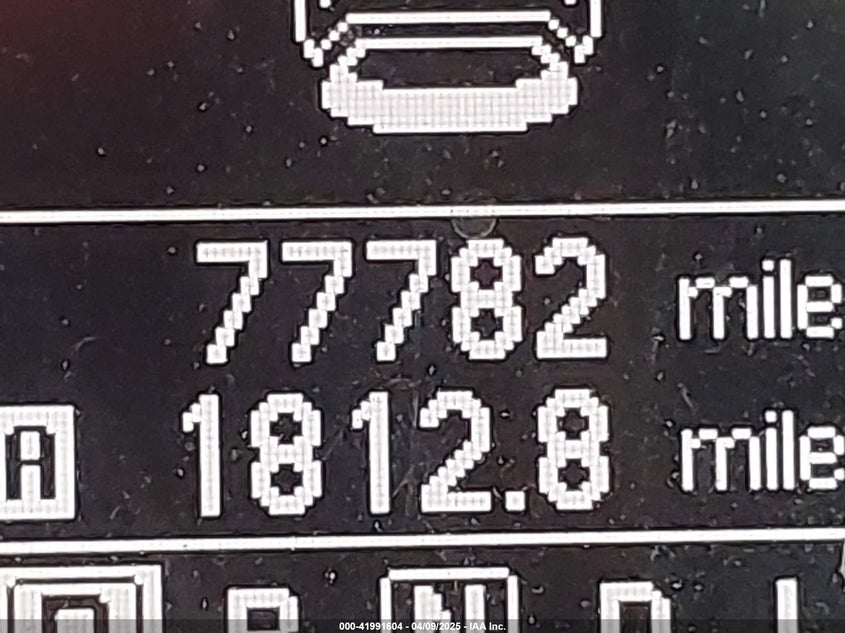 77782 mile
A 1812.8 mile
P R N D L
000-41991604 - 04/09/2025 - IAA Inc.